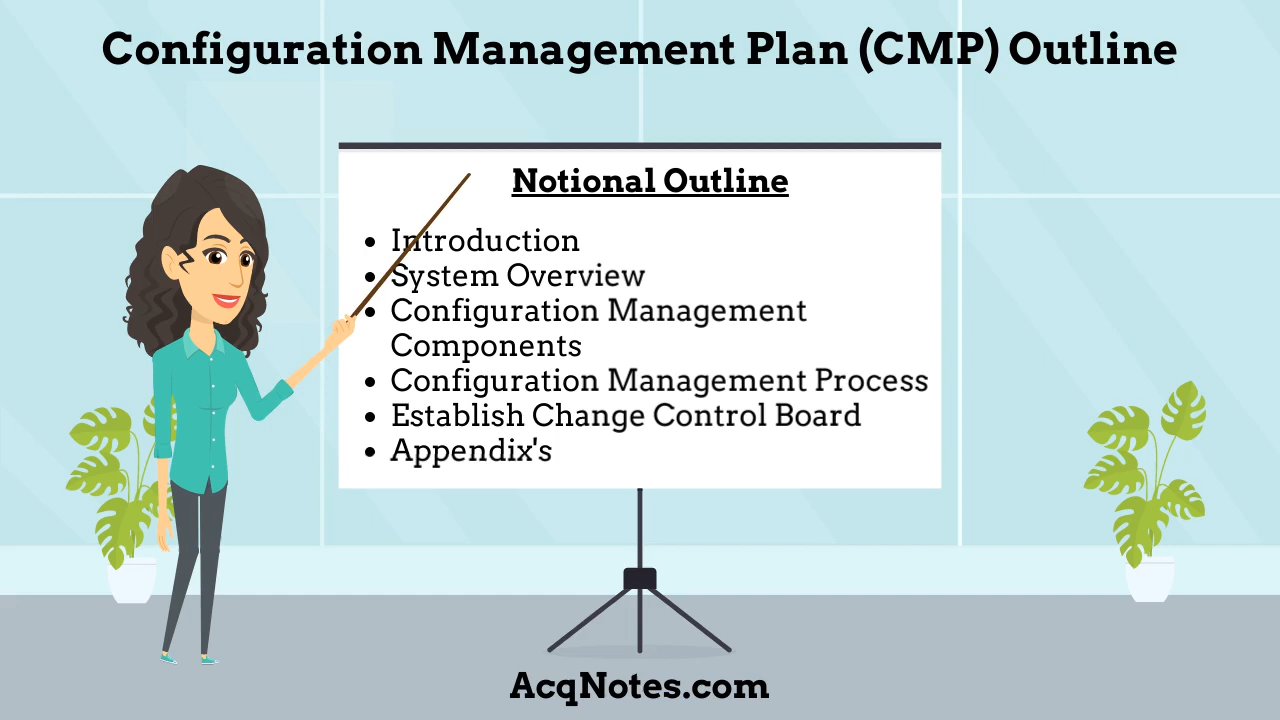 Configuration Management Plan (CMP) Outline
Notional Outline
• Introduction
• System Overview
• Configuration Management
Components
• Configuration Management Process
• Establish Change Control Board
• Appendix's
AcqNotes.com